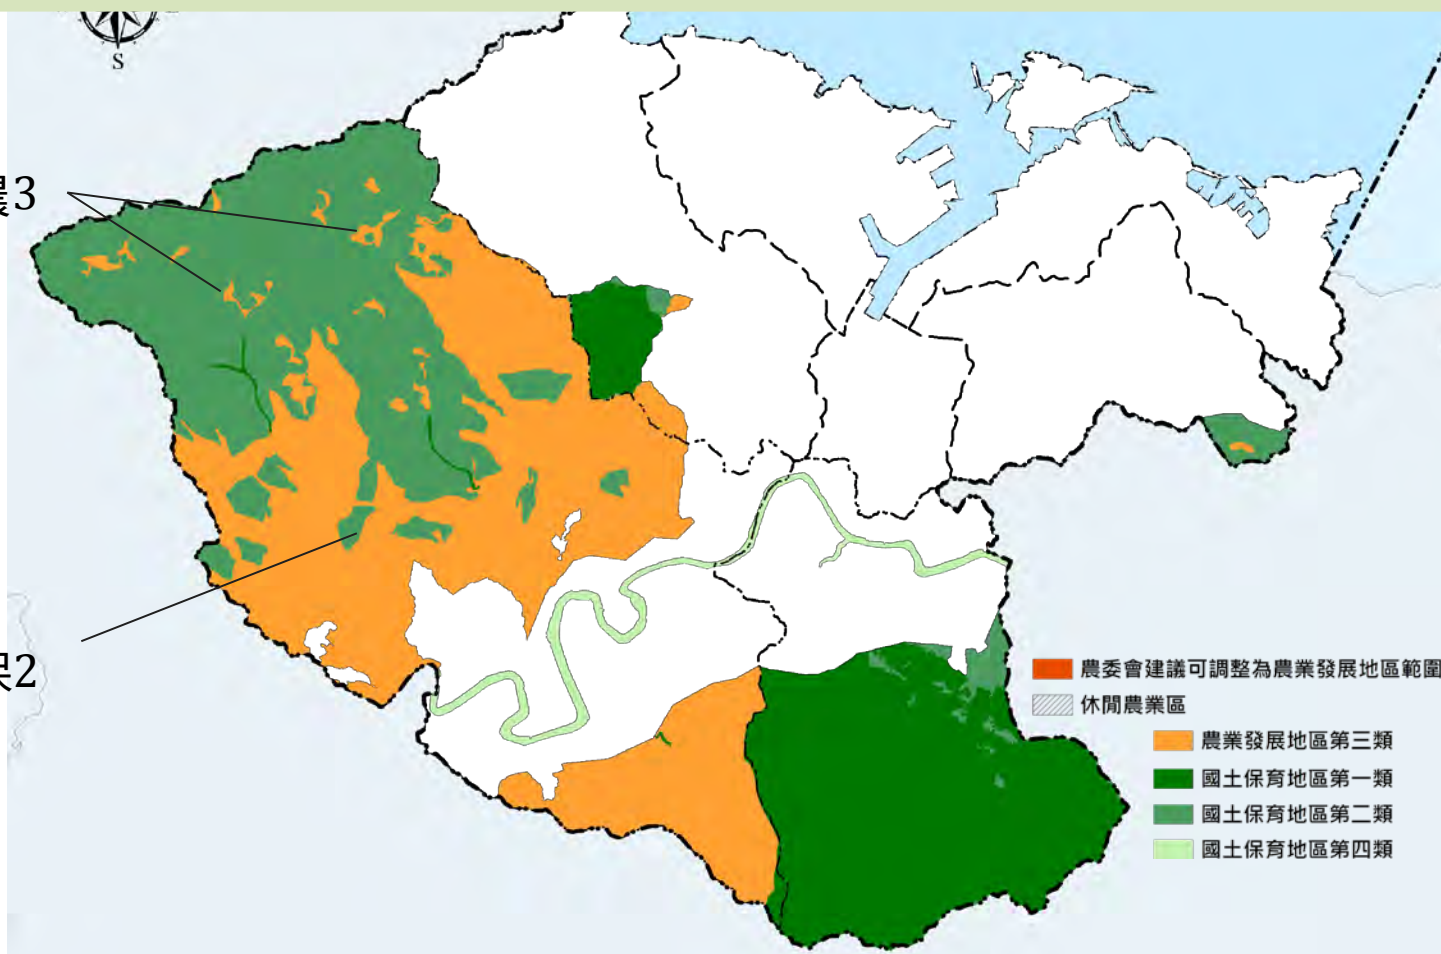 S
3
2
農委會建議可調整為農業發展地區範圍
休閒農業區
農業發展地區第三類
國土保育地區第一類
國土保育地區第二類
國土保育地區第四類